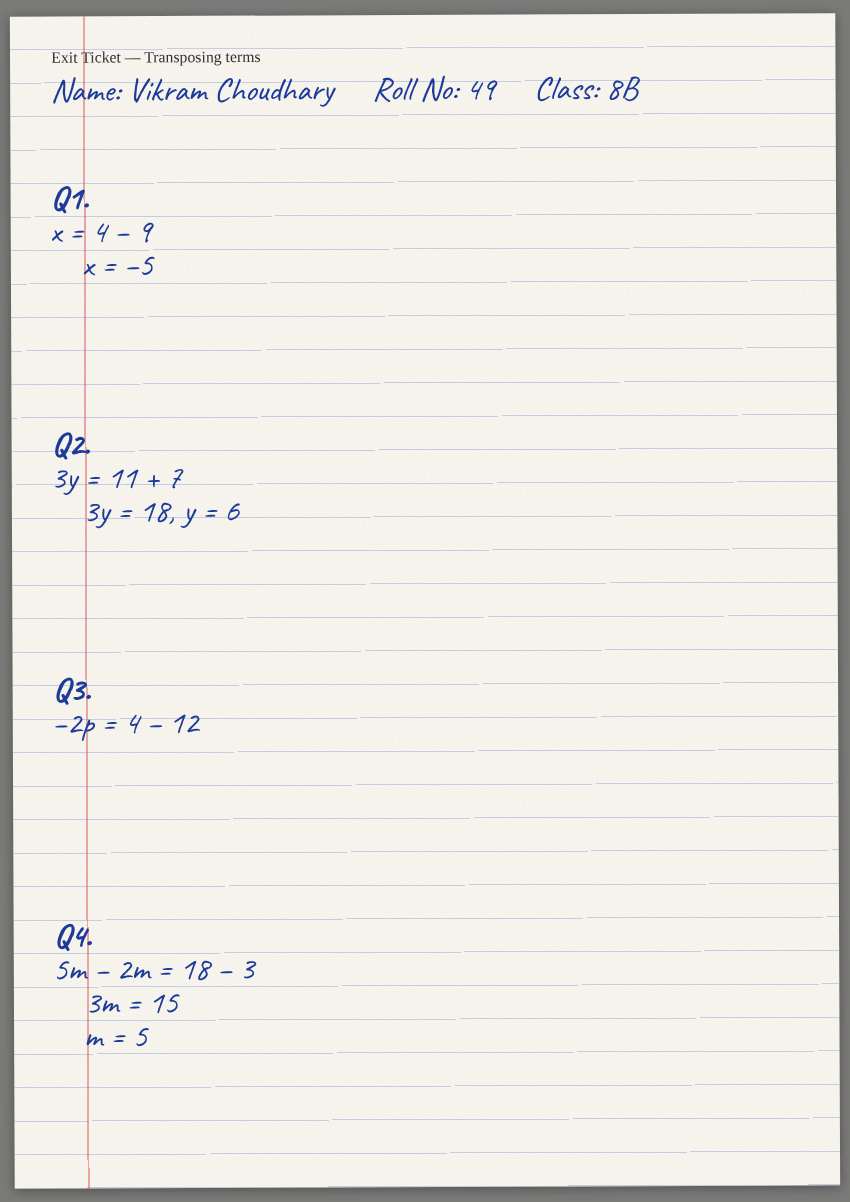 Exit Ticket — Transposing terms
Name: Vikram Choudhary Roll No: 49 Class: 8B
Q1.
x = 4 − 9
x = −5
Q2.
3y = 11 + 7
3y = 18, y = 6
Q3.
−2p = 4 − 12
Q4.
5m − 2m = 18 − 3
3m = 15
m = 5